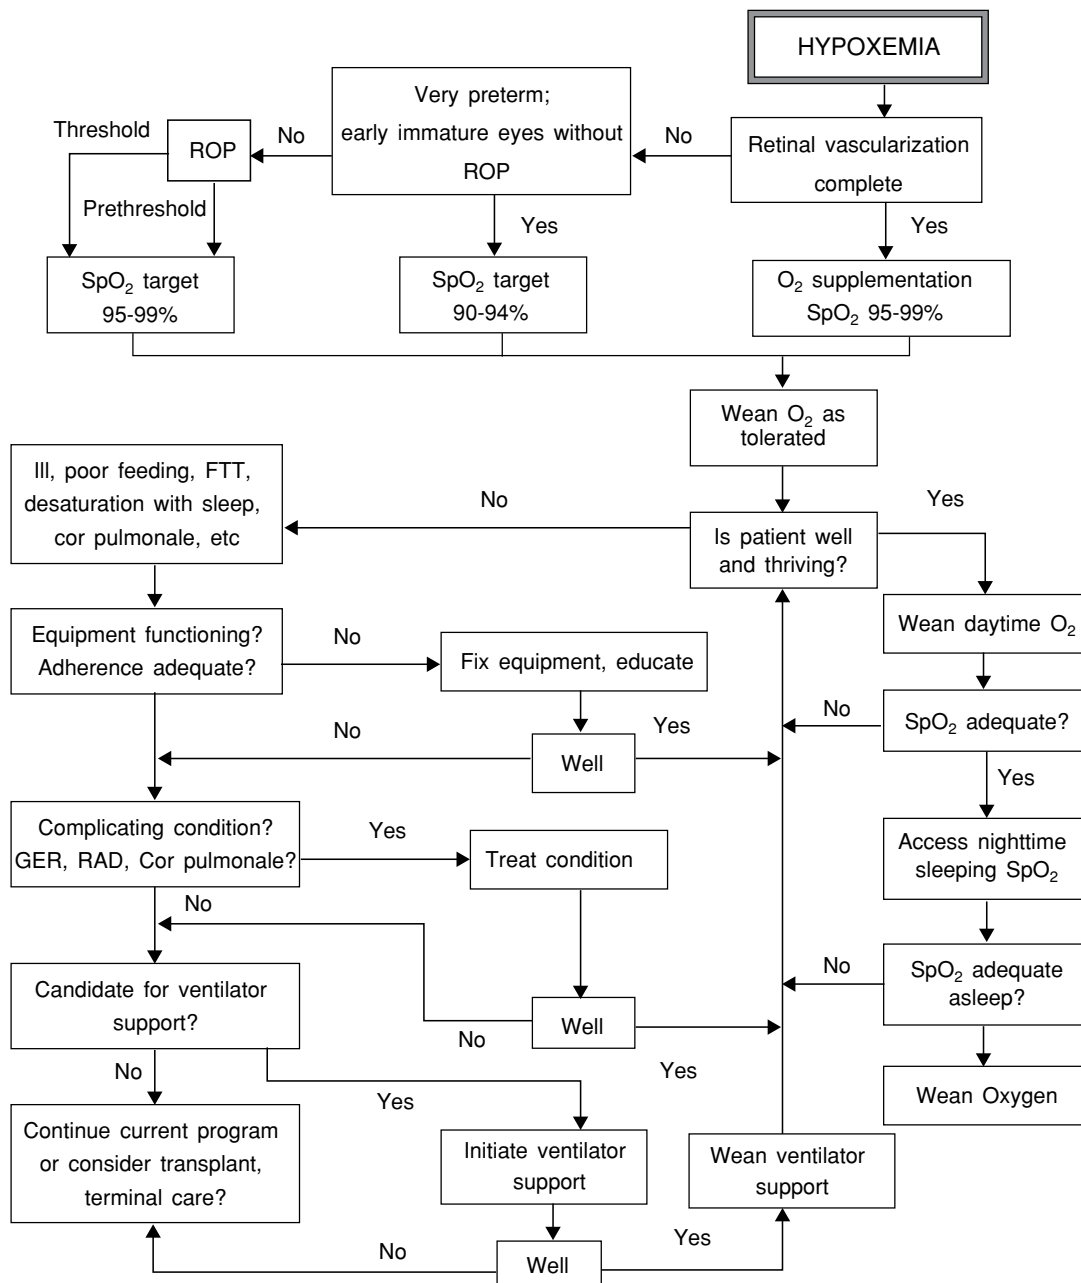 HYPOXEMIA
Very preterm;
early immature eyes without
ROP
Threshold
ROP
No
No
Retinal vascularization
complete
Prethreshold
Yes
Yes
SpO₂ target
95-99%
SpO₂ target
90-94%
O₂ supplementation
SpO₂ 95-99%
Wean O₂ as
tolerated
Ill, poor feeding, FTT,
desaturation with sleep,
cor pulmonale, etc
No
Yes
Is patient well
and thriving?
Wean daytime O₂
Equipment functioning?
Adherence adequate?
No
Fix equipment, educate
No
SpO₂ adequate?
No
Yes
Well
Yes
Complicating condition?
GER, RAD, Cor pulmonale?
Yes
Treat condition
Access nighttime
sleeping SpO₂
No
No
SpO₂ adequate
asleep?
Candidate for ventilator
support?
No
Well
Yes
No
Yes
Wean Oxygen
Continue current program
or consider transplant,
terminal care?
Initiate ventilator
support
Wean ventilator
support
No
Well
Yes